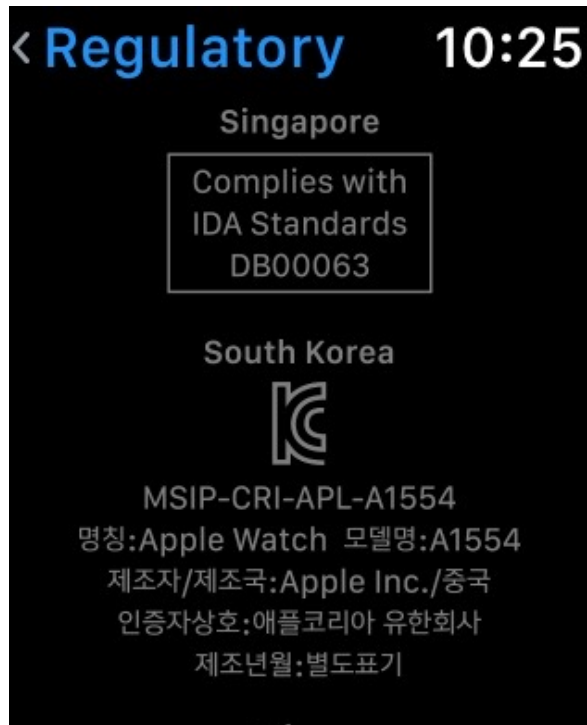 Regulatory 10:25
Singapore
Complies with
IDA Standards
DB00063
South Korea
MSIP-CRI-APL-A1554
명칭:Apple Watch 모델명:A1554
제조자/제조국:Apple Inc./중국
인증자상호:애플코리아 유한회사
제조년월:별도표기